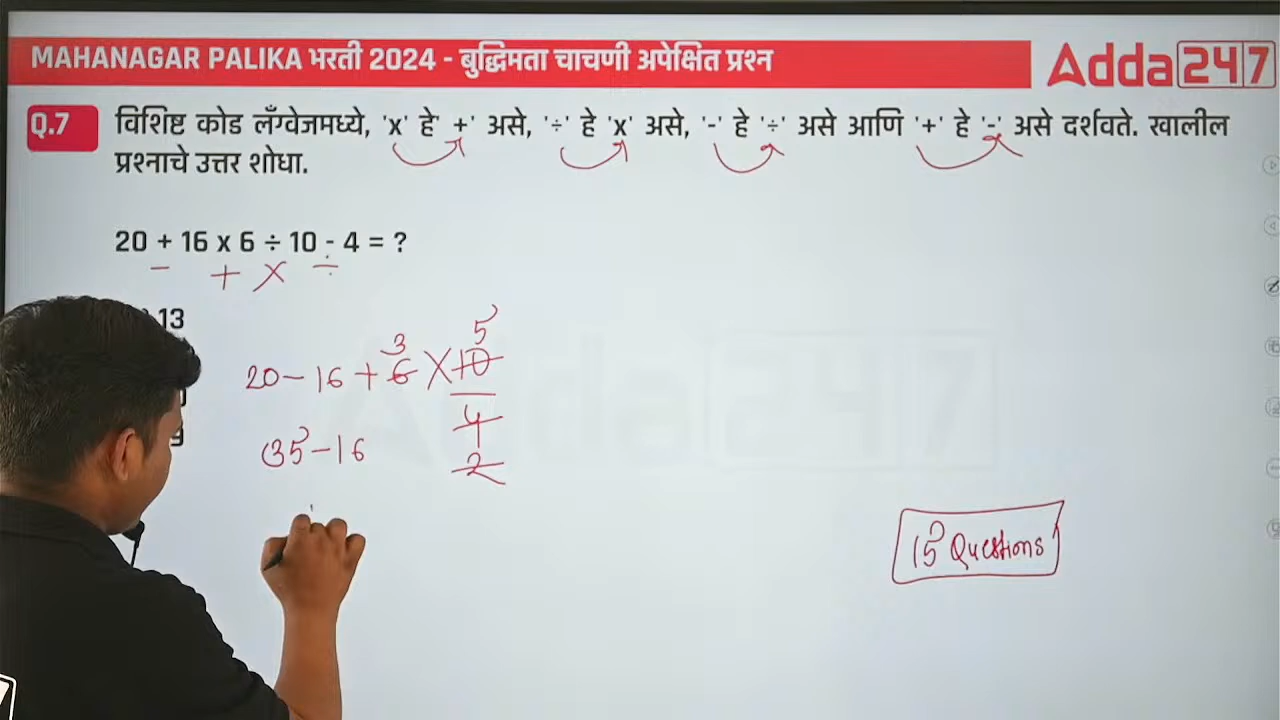 MAHANAGAR PALIKA भरती 2024 - बुद्धिमता चाचणी अपेक्षित प्रश्न
Adda247
Q.7 विशिष्ट कोड लँग्वेजमध्ये, 'x' हे' +' असे, '÷' हे 'x' असे, '-' हे '÷' असे आणि '+' हे '-' असे दर्शवते. खालील
प्रश्नाचे उत्तर शोधा.
20 + 16 x 6 ÷ 10 - 4 = ?
− + × ÷
13
3 5
20 − 16 + 6 × 10
4
35 − 16
2
15 Questions